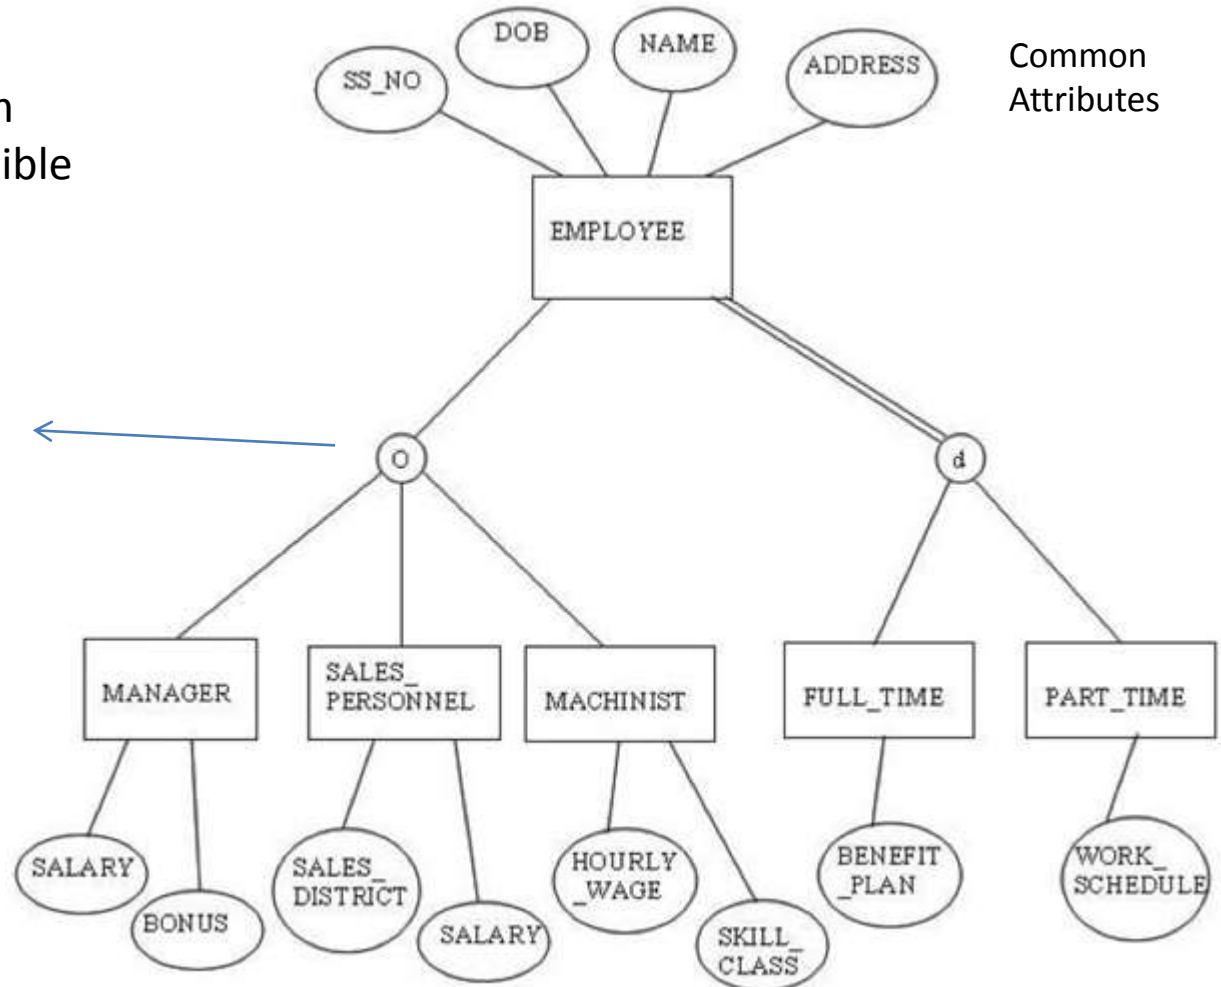 DOB
NAME
SS_NO
ADDRESS
Common
Attributes
ible
EMPLOYEE
O
d
MANAGER
SALES_
PERSONNEL
MACHINIST
FULL_TIME
PART_TIME
SALARY
BONUS
SALES_
DISTRICT
SALARY
HOURLY
_WAGE
SKILL_
CLASS
BENEFIT
_PLAN
WORK_
SCHEDULE